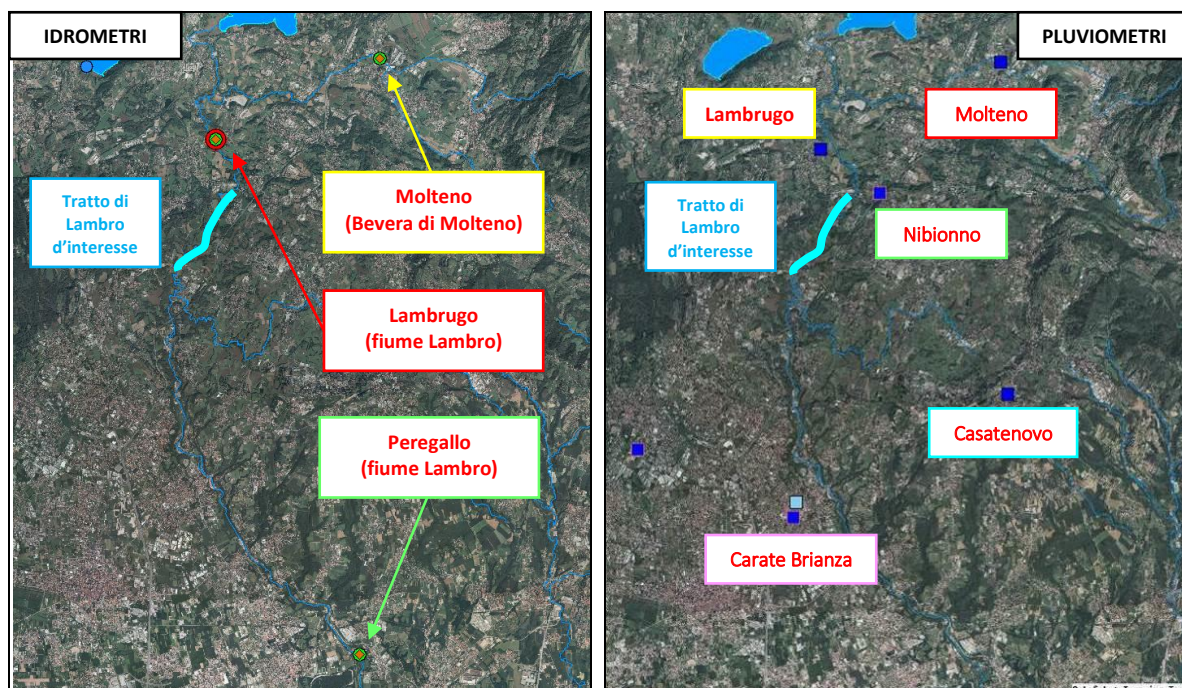 IDROMETRI
Tratto di
Lambro
d'interesse
Molteno
(Bevera di Molteno)
Lambrugo
(fiume Lambro)
Peregallo
(fiume Lambro)
PLUVIOMETRI
Lambrugo
Molteno
Tratto di
Lambro
d'interesse
Nibionno
Casatenovo
Carate Brianza